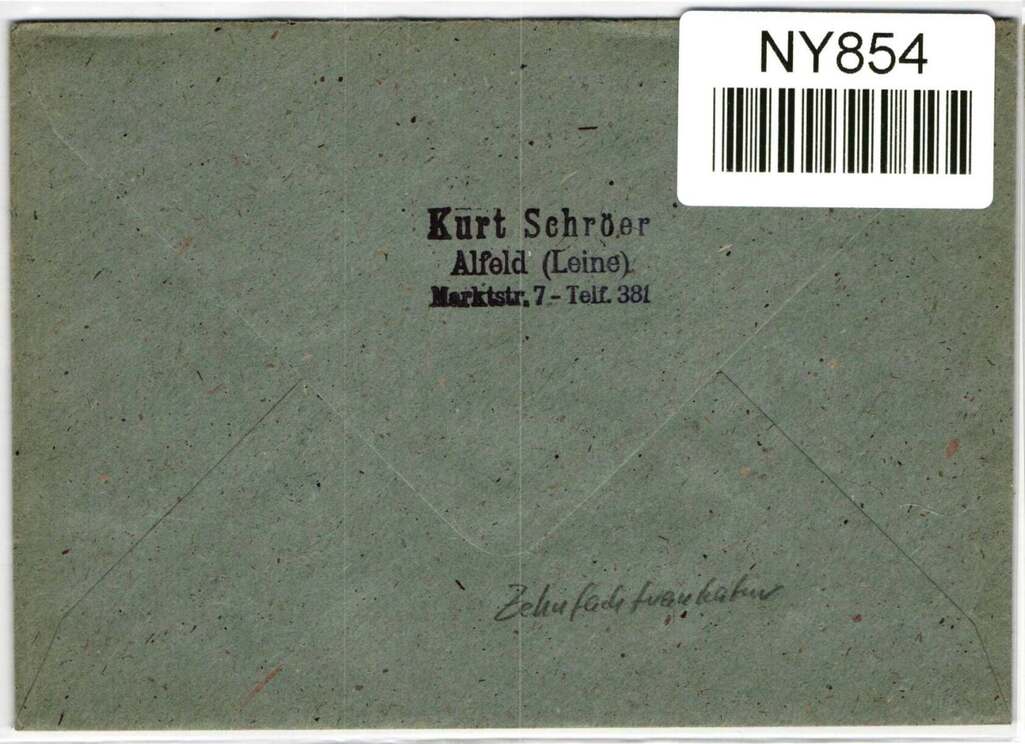 NY854
Kurt Schröer
Alfeld (Leine)
Marktstr. 7 - Telf. 381
Zehnfachfrankatur